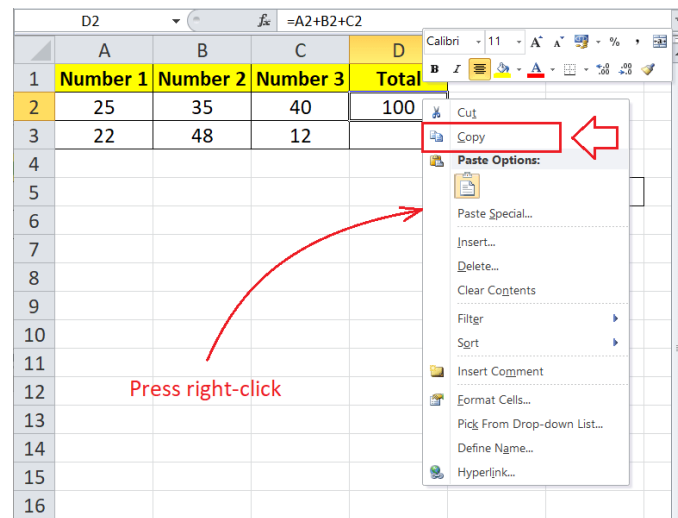 D2 fx =A2+B2+C2
Calibri 11 A A % ,
B I A
A B C D
1 Number 1 Number 2 Number 3 Total
2 25 35 40 100
3 22 48 12
4
5
6
7
8
9
10
11
12
13
14
15
16
Cut
Copy
Paste Options:
Paste Special...
Insert...
Delete...
Clear Contents
Filter
Sort
Insert Comment
Format Cells...
Pick From Drop-down List...
Define Name...
Hyperlink...
Press right-click